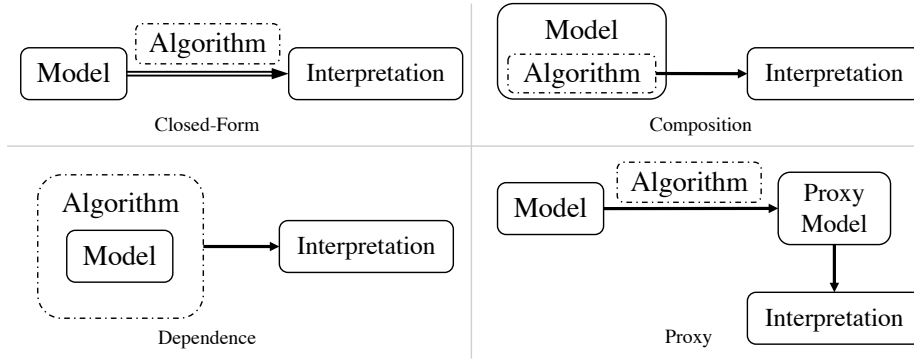 Algorithm
Model
Interpretation
Closed-Form
Model
Algorithm
Interpretation
Composition
Algorithm
Model
Interpretation
Dependence
Algorithm
Model
Proxy
Model
Interpretation
Proxy